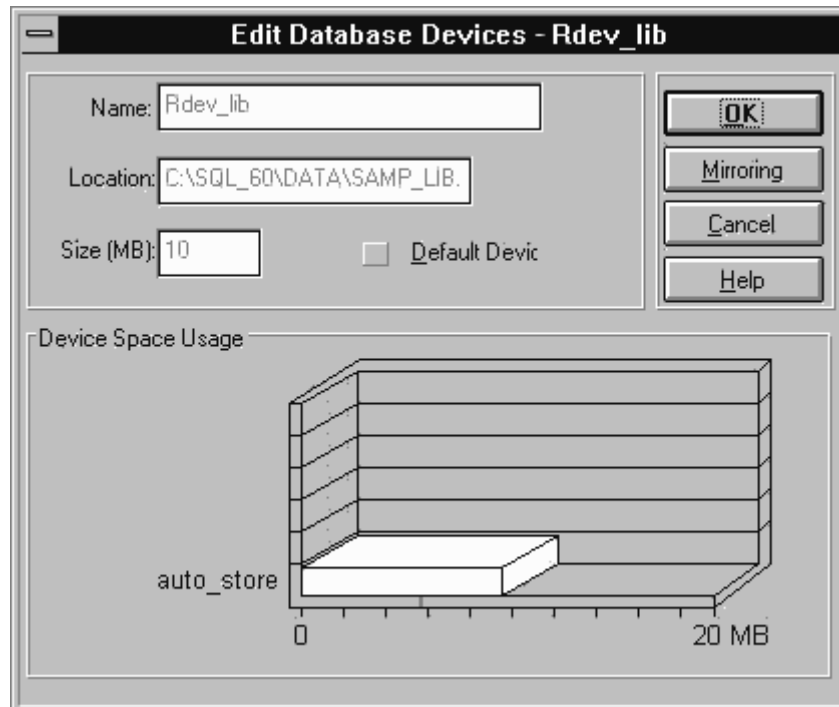 Edit Database Devices - Rdev_lib
Name: Rdev_lib
OK
Location: C:\SQL_60\DATA\SAMP_LIB.
Mirroring
Size (MB): 10
Default Devic
Cancel
Help
Device Space Usage
auto_store
0
20 MB